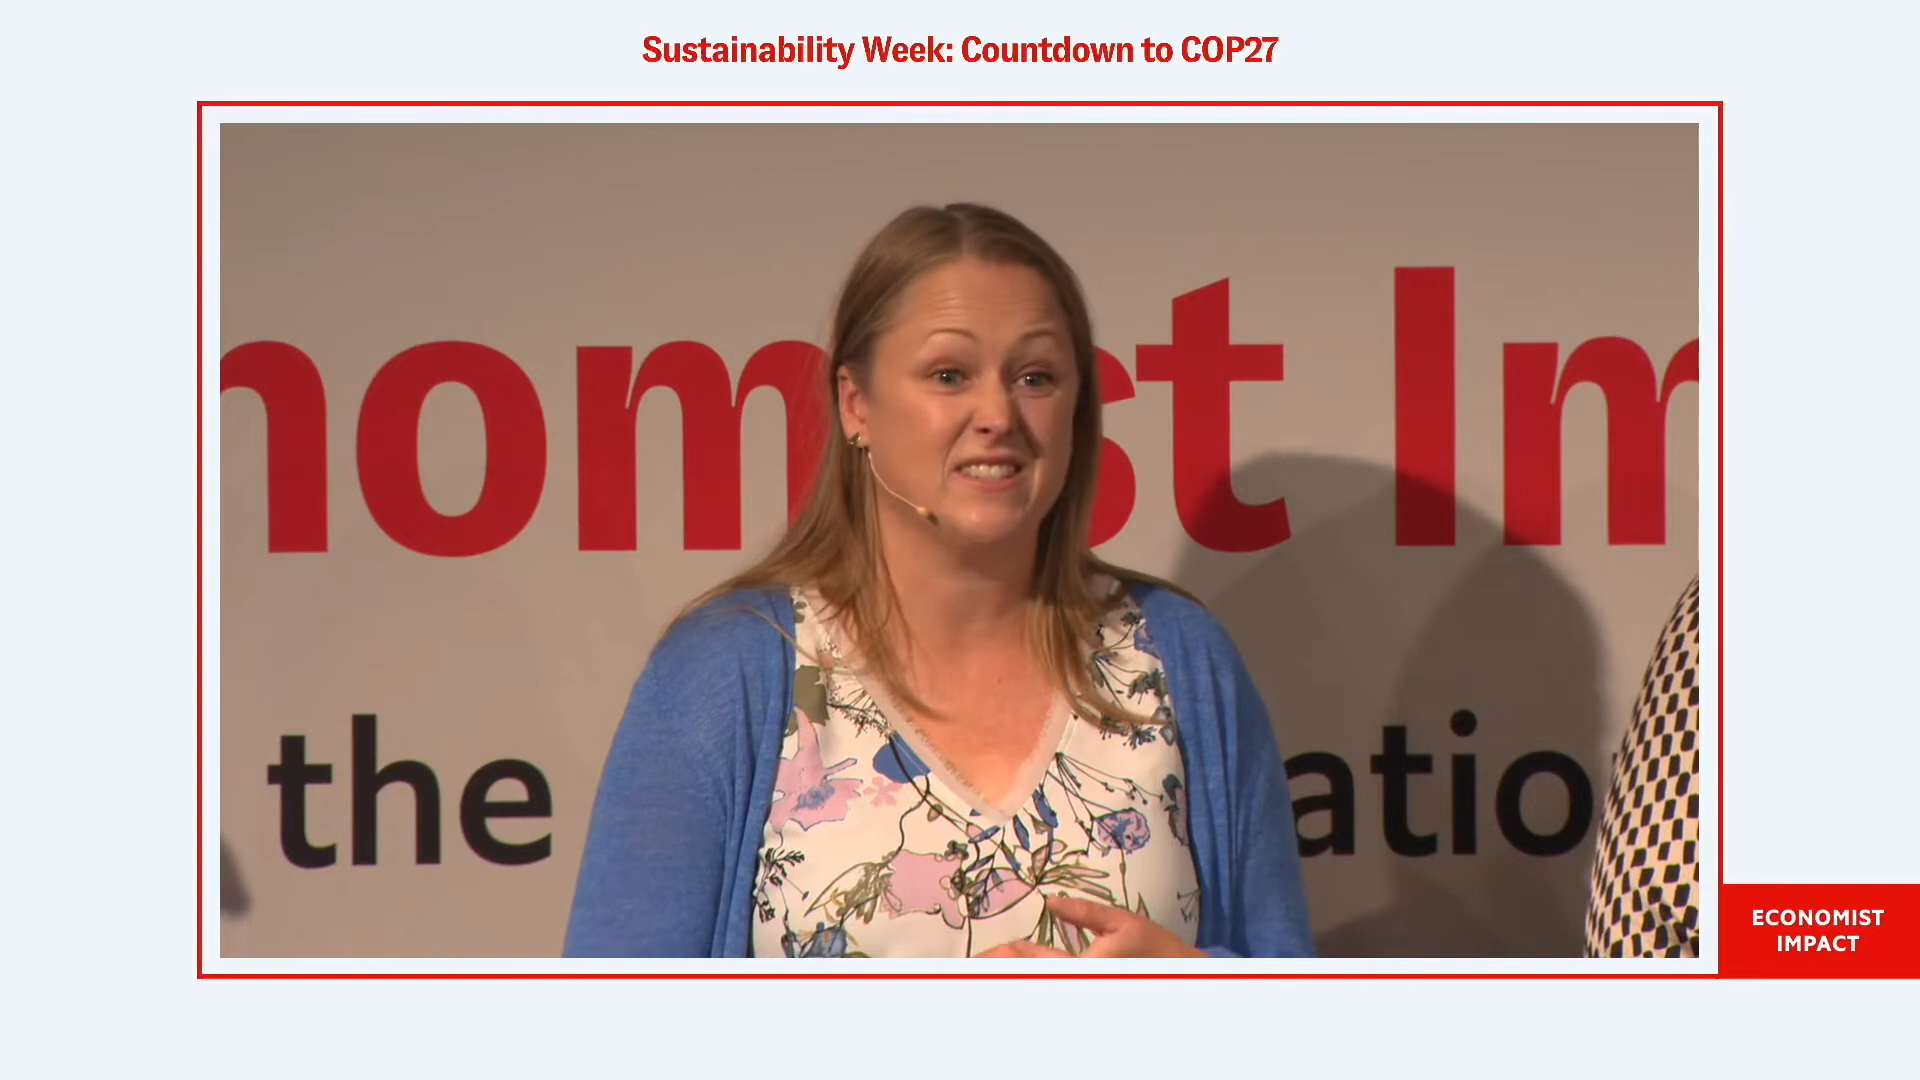 Sustainability Week: Countdown to COP27
nom st Im
the atio
ECONOMIST
IMPACT